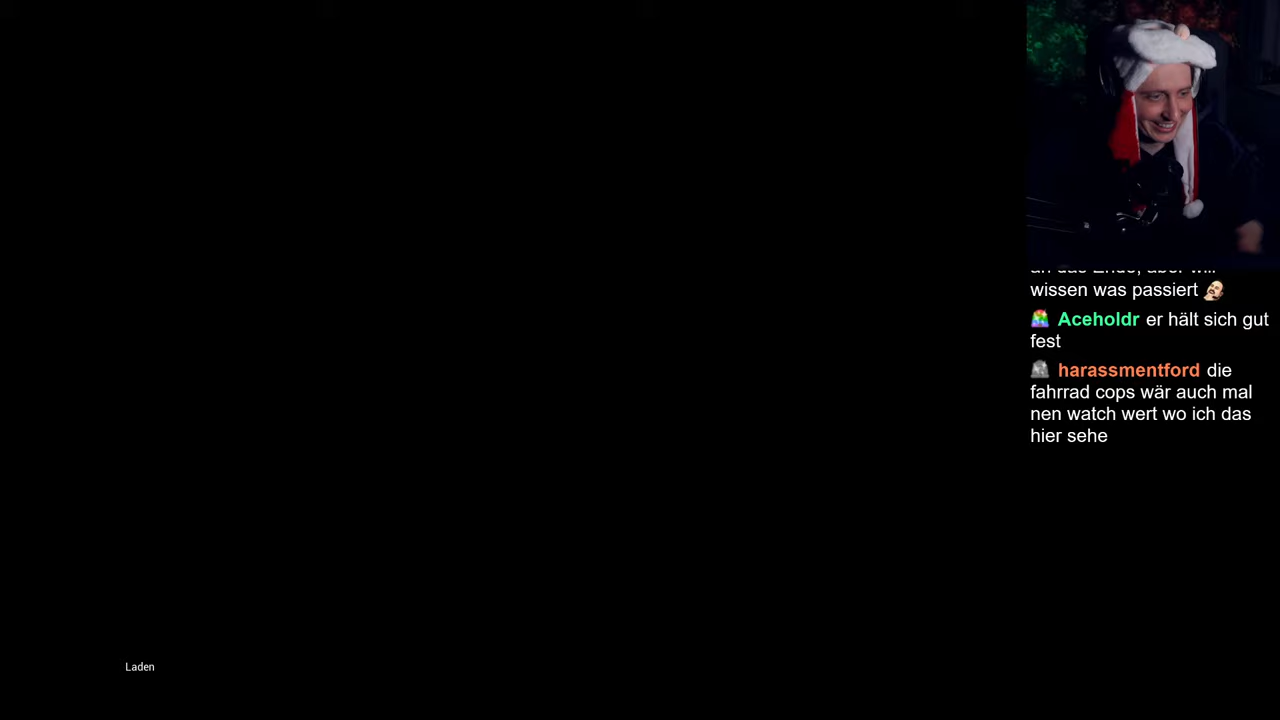 wissen was passiert
Aceholdr er hält sich gut
fest
harassmentford die
fahrrad cops wär auch mal
nen watch wert wo ich das
hier sehe
Laden